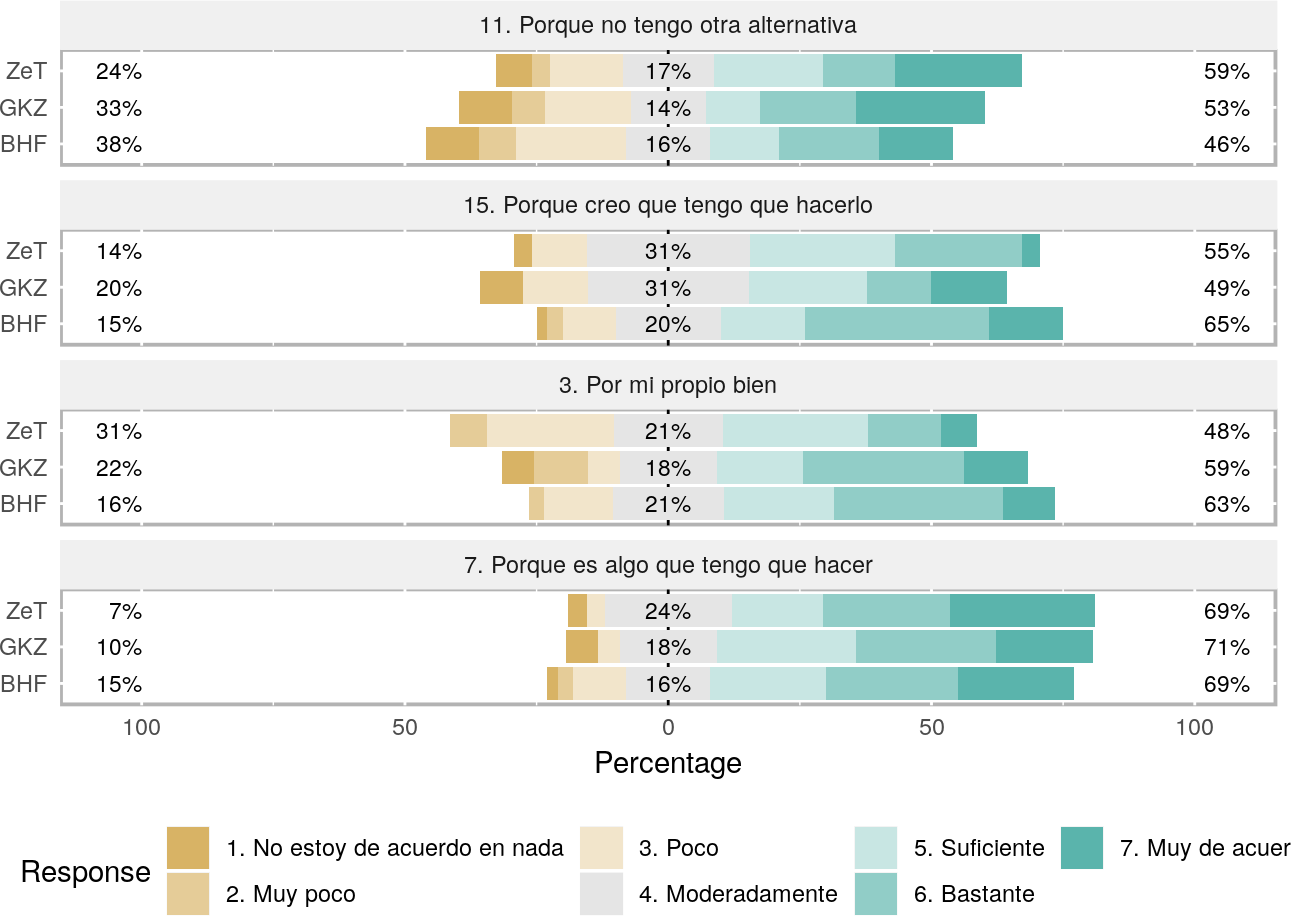 11. Porque no tengo otra alternativa
ZeT 24% 17% 59%
GKZ 33% 14% 53%
BHF 38% 16% 46%
15. Porque creo que tengo que hacerlo
ZeT 14% 31% 55%
GKZ 20% 31% 49%
BHF 15% 20% 65%
3. Por mi propio bien
ZeT 31% 21% 48%
GKZ 22% 18% 59%
BHF 16% 21% 63%
7. Porque es algo que tengo que hacer
ZeT 7% 24% 69%
GKZ 10% 18% 71%
BHF 15% 16% 69%
100 50 0 50 100
Percentage
Response
1. No estoy de acuerdo en nada 3. Poco 5. Suficiente 7. Muy de acuer
2. Muy poco 4. Moderadamente 6. Bastante